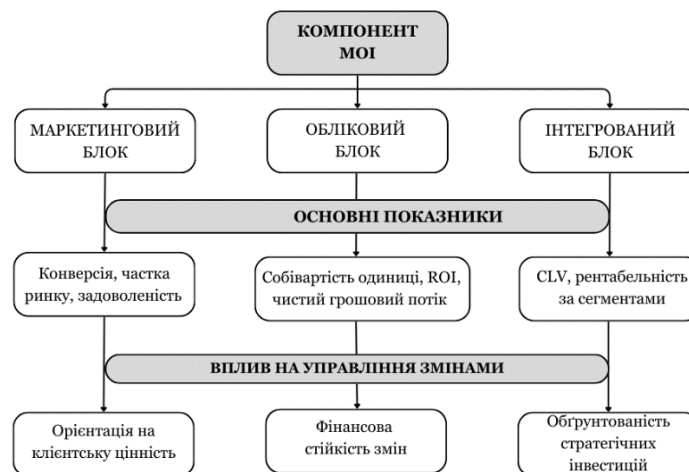 КОМПОНЕНТ
МОІ
МАРКЕТИНГОВИЙ
БЛОК
ОБЛІКОВИЙ
БЛОК
ІНТЕГРОВАНИЙ
БЛОК
ОСНОВНІ ПОКАЗНИКИ
Конверсія, частка
ринку, задоволеність
Собівартість одиниці, ROI,
чистий грошовий потік
CLV, рентабельність
за сегментами
ВПЛИВ НА УПРАВЛІННЯ ЗМІНАМИ
Орієнтація на
клієнтську цінність
Фінансова
стійкість змін
Обґрунтованість
стратегічних
інвестицій